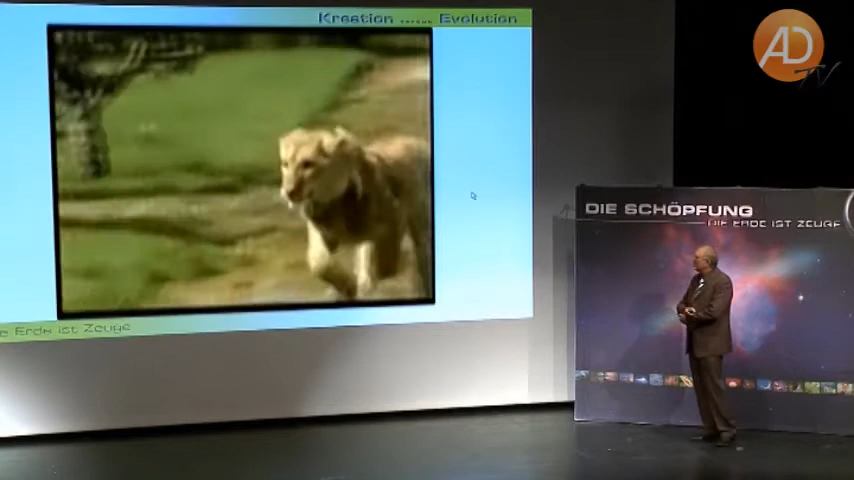 Kreation ...... Evolution
AD
TV
DIE SCHÖPFUNG
DIE ERDE IST ZEUGE
e Erde ist Zeuge